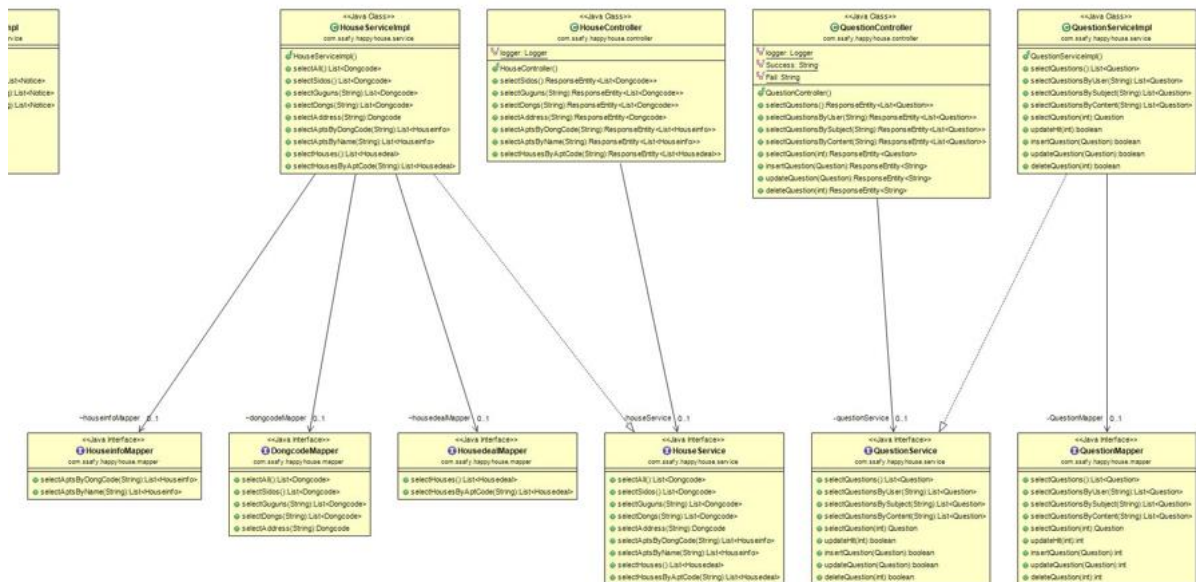 Impl
service
List<Notice>
g):List<Notice>
ng):List<Notice>
<<Java Class>>
HouseServiceImpl
com.ssafy.happyhouse.service
HouseServiceImpl()
selectAll():List<Dongcode>
selectSidos():List<Dongcode>
selectGuguns(String):List<Dongcode>
selectDongs(String):List<Dongcode>
selectAddress(String):Dongcode
selectAptsByDongCode(String):List<Houseinfo>
selectAptsByName(String):List<Houseinfo>
selectHouses():List<Housedeal>
selectHousesByAptCode(String):List<Housedeal>
<<Java Class>>
HouseController
com.ssafy.happyhouse.controller
logger: Logger
HouseController()
selectSidos():ResponseEntity<List<Dongcode>>
selectGuguns(String):ResponseEntity<List<Dongcode>>
selectDongs(String):ResponseEntity<List<Dongcode>>
selectAddress(String):ResponseEntity<Dongcode>
selectAptsByDongCode(String):ResponseEntity<List<Houseinfo>>
selectAptsByName(String):ResponseEntity<List<Houseinfo>>
selectHousesByAptCode(String):ResponseEntity<List<Housedeal>>
<<Java Class>>
QuestionController
com.ssafy.happyhouse.controller
logger: Logger
Success: String
Fail: String
QuestionController()
selectQuestions():ResponseEntity<List<Question>>
selectQuestionsByUser(String):ResponseEntity<List<Question>>
selectQuestionsBySubject(String):ResponseEntity<List<Question>>
selectQuestionsByContent(String):ResponseEntity<List<Question>>
selectQuestion(int):ResponseEntity<Question>
insertQuestion(Question):ResponseEntity<String>
updateQuestion(Question):ResponseEntity<String>
deleteQuestion(int):ResponseEntity<String>
<<Java Class>>
QuestionServiceImpl
com.ssafy.happyhouse.service
QuestionServiceImpl()
selectQuestions():List<Question>
selectQuestionsByUser(String):List<Question>
selectQuestionsBySubject(String):List<Question>
selectQuestionsByContent(String):List<Question>
selectQuestion(int):Question
updateHit(int):boolean
insertQuestion(Question):boolean
updateQuestion(Question):boolean
deleteQuestion(int):boolean
~houseinfoMapper 0..1
~dongcodeMapper 0..1
~housedealMapper 0..1
houseService 0..1
-questionService 0..1
-QuestionMapper 0..1
<<Java Interface>>
HouseinfoMapper
com.ssafy.happyhouse.mapper
selectAptsByDongCode(String):List<Houseinfo>
selectAptsByName(String):List<Houseinfo>
<<Java Interface>>
DongcodeMapper
com.ssafy.happyhouse.mapper
selectAll():List<Dongcode>
selectSidos():List<Dongcode>
selectGuguns(String):List<Dongcode>
selectDongs(String):List<Dongcode>
selectAddress(String):Dongcode
<<Java Interface>>
HousedealMapper
com.ssafy.happyhouse.mapper
selectHouses():List<Housedeal>
selectHousesByAptCode(String):List<Housedeal>
<<Java Interface>>
HouseService
com.ssafy.happyhouse.service
selectAll():List<Dongcode>
selectSidos():List<Dongcode>
selectGuguns(String):List<Dongcode>
selectDongs(String):List<Dongcode>
selectAddress(String):Dongcode
selectAptsByDongCode(String):List<Houseinfo>
selectAptsByName(String):List<Houseinfo>
selectHouses():List<Housedeal>
selectHousesByAptCode(String):List<Housedeal>
<<Java Interface>>
QuestionService
com.ssafy.happyhouse.service
selectQuestions():List<Question>
selectQuestionsByUser(String):List<Question>
selectQuestionsBySubject(String):List<Question>
selectQuestionsByContent(String):List<Question>
selectQuestion(int):Question
updateHit(int):boolean
insertQuestion(Question):boolean
updateQuestion(Question):boolean
deleteQuestion(int):boolean
<<Java Interface>>
QuestionMapper
com.ssafy.happyhouse.mapper
selectQuestions():List<Question>
selectQuestionsByUser(String):List<Question>
selectQuestionsBySubject(String):List<Question>
selectQuestionsByContent(String):List<Question>
selectQuestion(int):Question
updateHit(int):int
insertQuestion(Question):int
updateQuestion(Question):int
deleteQuestion(int):int